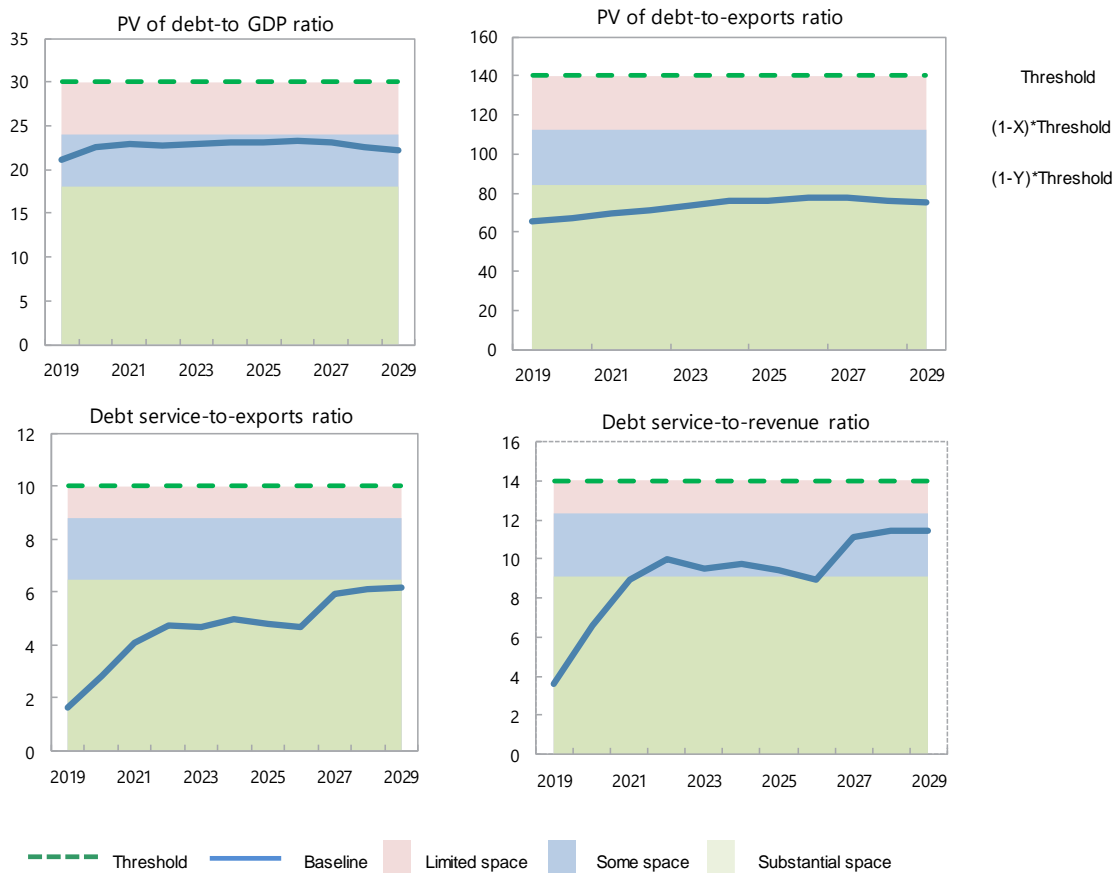 PV of debt-to GDP ratio
35
30
25
20
15
10
5
0
2019 2021 2023 2025 2027 2029
PV of debt-to-exports ratio
160
140
120
100
80
60
40
20
0
2019 2021 2023 2025 2027 2029
Threshold
(1-X)*Threshold
(1-Y)*Threshold
Debt service-to-exports ratio
12
10
8
6
4
2
0
2019 2021 2023 2025 2027 2029
Debt service-to-revenue ratio
16
14
12
10
8
6
4
2
0
2019 2021 2023 2025 2027 2029
Threshold Baseline Limited space Some space Substantial space